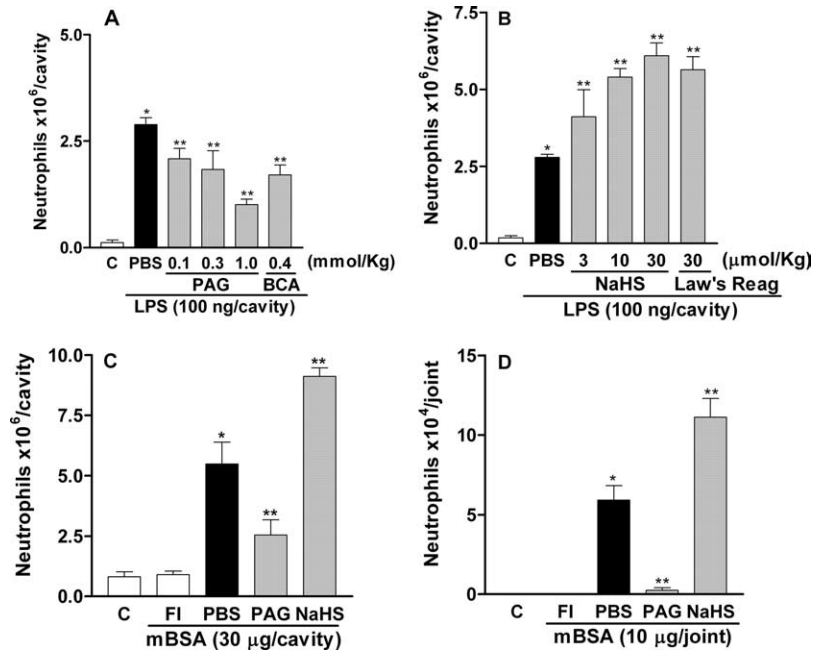 A
Neutrophils x10⁶/cavity
5.0
2.5
0.0
*
**
**
**
**
C PBS 0.1 0.3 1.0 0.4 (mmol/Kg)
PAG BCA
LPS (100 ng/cavity)
B
Neutrophils x10⁶/cavity
7.5
5.0
2.5
0.0
*
**
**
**
**
C PBS 3 10 30 30 (μmol/Kg)
NaHS Law's Reag
LPS (100 ng/cavity)
C
Neutrophils x10⁶/cavity
10.0
7.5
5.0
2.5
0.0
*
**
**
C FI PBS PAG NaHS
mBSA (30 μg/cavity)
D
Neutrophils x10⁴/joint
15
10
5
0
*
**
**
C FI PBS PAG NaHS
mBSA (10 μg/joint)